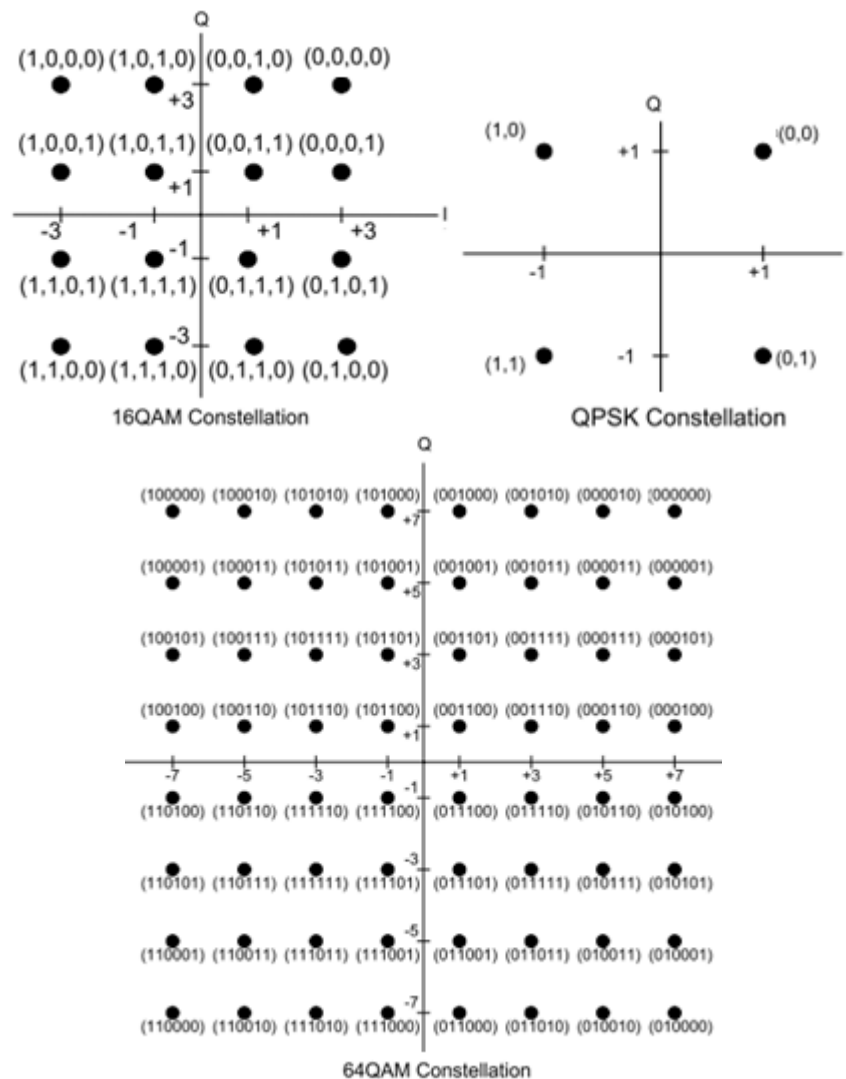 Q
(1,0,0,0) (1,0,1,0) (0,0,1,0) (0,0,0,0)
+3
(1,0,0,1) (1,0,1,1) (0,0,1,1) (0,0,0,1)
+1
-3 -1 +1 +3
-1
(1,1,0,1) (1,1,1,1) (0,1,1,1) (0,1,0,1)
-3
(1,1,0,0) (1,1,1,0) (0,1,1,0) (0,1,0,0)
16QAM Constellation
Q
(1,0) +1 (0,0)
-1 +1
(1,1) -1 (0,1)
QPSK Constellation
Q
(100000) (100010) (101010) (101000) (001000) (001010) (000010) (000000)
+7
(100001) (100011) (101011) (101001) (001001) (001011) (000011) (000001)
+5
(100101) (100111) (101111) (101101) (001101) (001111) (000111) (000101)
+3
(100100) (100110) (101110) (101100) (001100) (001110) (000110) (000100)
+1
-7 -5 -3 -1 +1 +3 +5 +7
-1
(110100) (110110) (111110) (111100) (011100) (011110) (010110) (010100)
-3
(110101) (110111) (111111) (111101) (011101) (011111) (010111) (010101)
-5
(110001) (110011) (111011) (111001) (011001) (011011) (010011) (010001)
-7
(110000) (110010) (111010) (111000) (011000) (011010) (010010) (010000)
64QAM Constellation